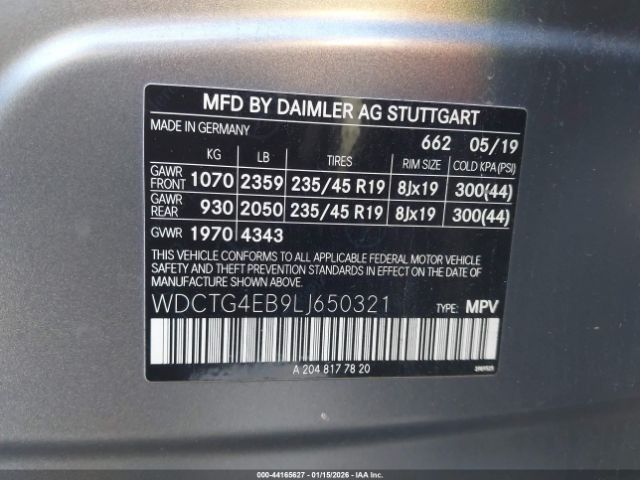 MFD BY DAIMLER AG STUTTGART
MADE IN GERMANY
662 05/19
KG LB TIRES RIM SIZE COLD KPA (PSI)
GAWR FRONT 1070 2359 235/45 R19 8Jx19 300(44)
GAWR REAR 930 2050 235/45 R19 8Jx19 300(44)
GVWR 1970 4343
THIS VEHICLE CONFORMS TO ALL APPLICABLE FEDERAL MOTOR VEHICLE
SAFETY AND THEFT PREVENTION STANDARDS IN EFFECT ON THE DATE OF
MANUFACTURE SHOWN ABOVE.
WDCTG4EB9LJ650321 TYPE: MPV
A 204 817 78 20
000-44165627 - 01/15/2026 - IAAI.COM